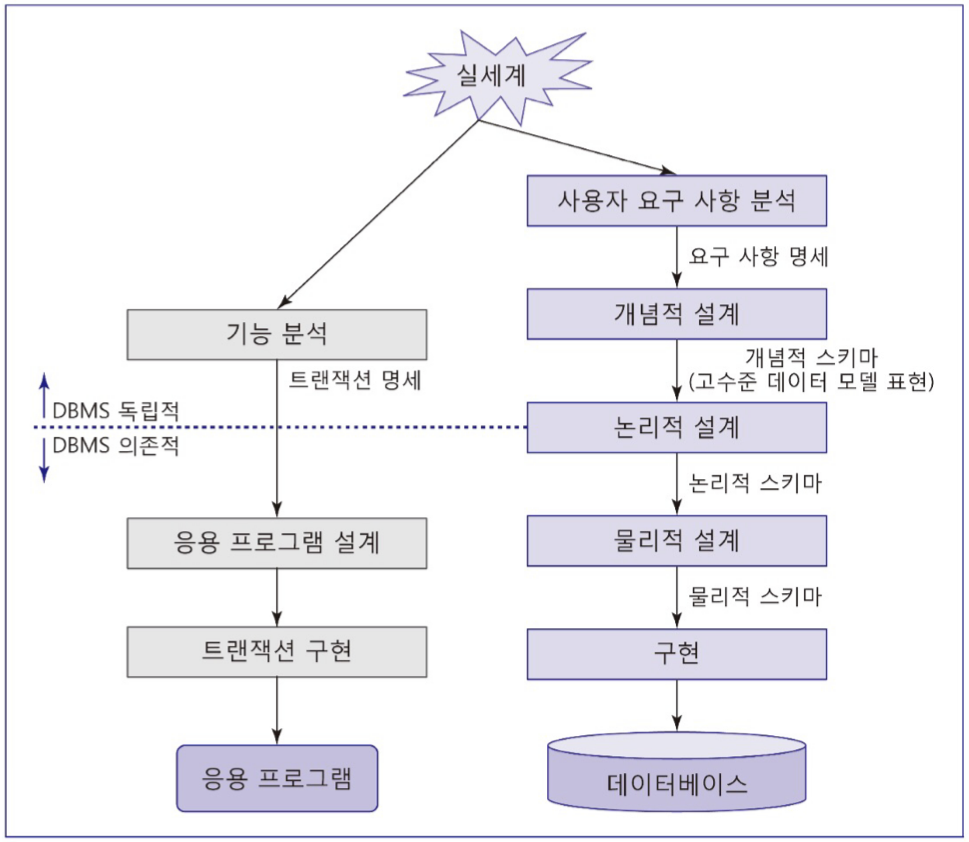 실세계
사용자 요구 사항 분석
요구 사항 명세
개념적 설계
기능 분석
개념적 스키마
(고수준 데이터 모델 표현)
트랜잭션 명세
DBMS 독립적
논리적 설계
DBMS 의존적
논리적 스키마
응용 프로그램 설계
물리적 설계
물리적 스키마
트랜잭션 구현
구현
응용 프로그램
데이터베이스